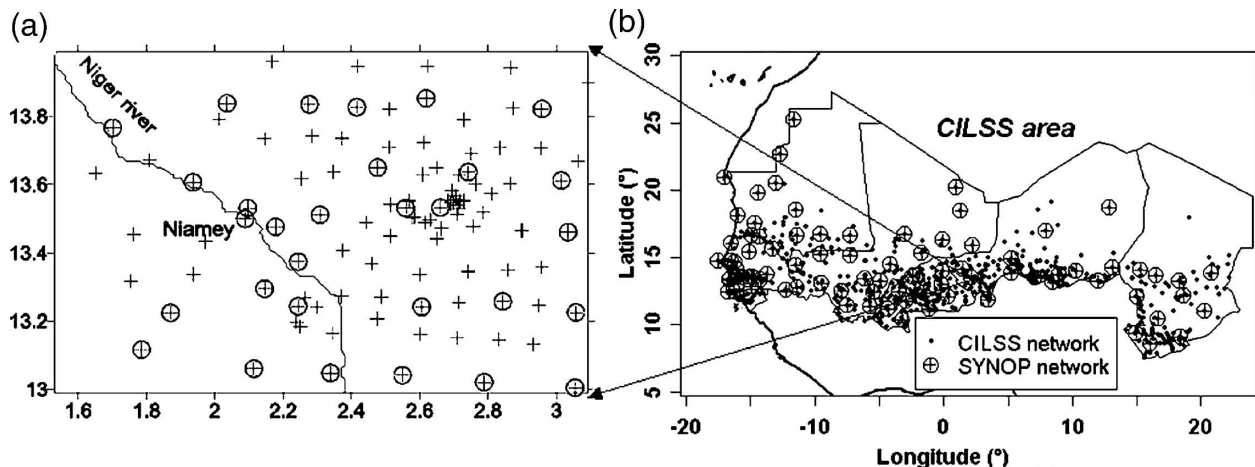 (a)
Niger river
Niamey
13.8
13.6
13.4
13.2
13
1.6 1.8 2 2.2 2.4 2.6 2.8 3
(b)
CILSS area
CILSS network
SYNOP network
Latitude (°)
30
25
20
15
10
5
-20 -10 0 10 20
Longitude (°)